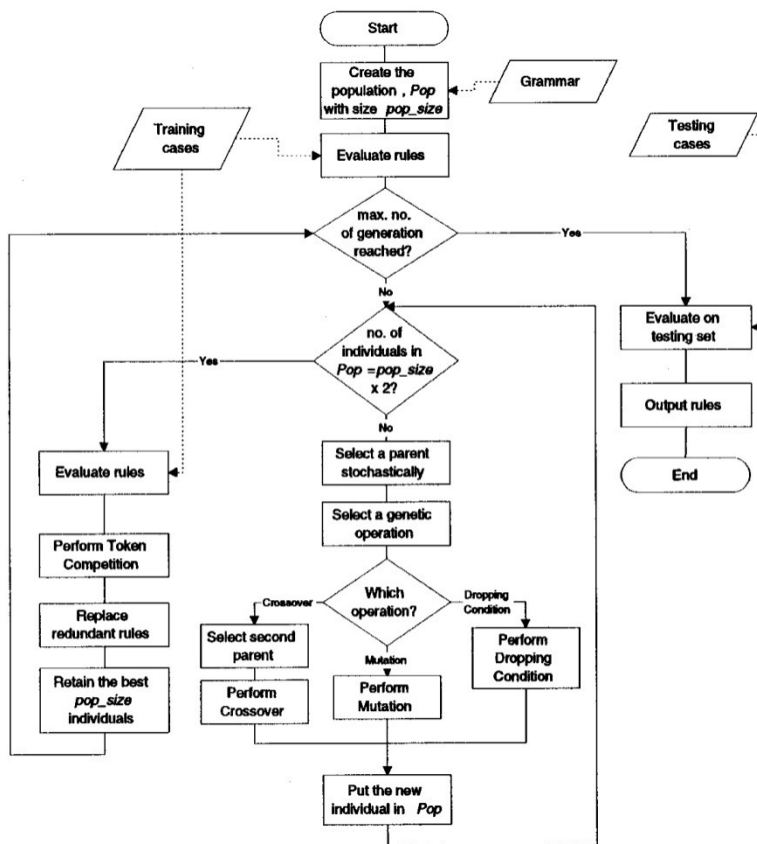 Start
Create the
population , Pop
with size pop_size
Grammar
Training
cases
Testing
cases
Evaluate rules
max. no.
of generation
reached?
Yes
No
no. of
individuals in
Pop =pop_size
x 2?
Yes
No
Evaluate on
testing set
Output rules
End
Evaluate rules
Perform Token
Competition
Replace
redundant rules
Retain the best
pop_size
individuals
Select a parent
stochastically
Select a genetic
operation
Which
operation?
Crossover
Dropping
Condition
Mutation
Select second
parent
Perform
Crossover
Perform
Mutation
Perform
Dropping
Condition
Put the new
individual in Pop